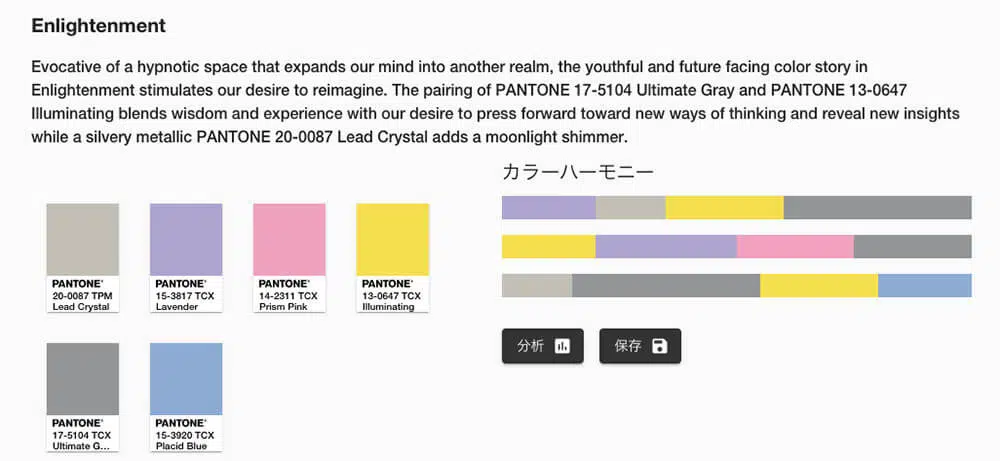 Enlightenment
Evocative of a hypnotic space that expands our mind into another realm, the youthful and future facing color story in
Enlightenment stimulates our desire to reimagine. The pairing of PANTONE 17-5104 Ultimate Gray and PANTONE 13-0647
Illuminating blends wisdom and experience with our desire to press forward toward new ways of thinking and reveal new insights
while a silvery metallic PANTONE 20-0087 Lead Crystal adds a moonlight shimmer.
カラーハーモニー
PANTONE®
20-0087 TPM
Lead Crystal
PANTONE®
15-3817 TCX
Lavender
PANTONE®
14-2311 TCX
Prism Pink
PANTONE®
13-0647 TCX
Illuminating
分析
保存
PANTONE®
17-5104 TCX
Ultimate G...
PANTONE®
15-3920 TCX
Placid Blue